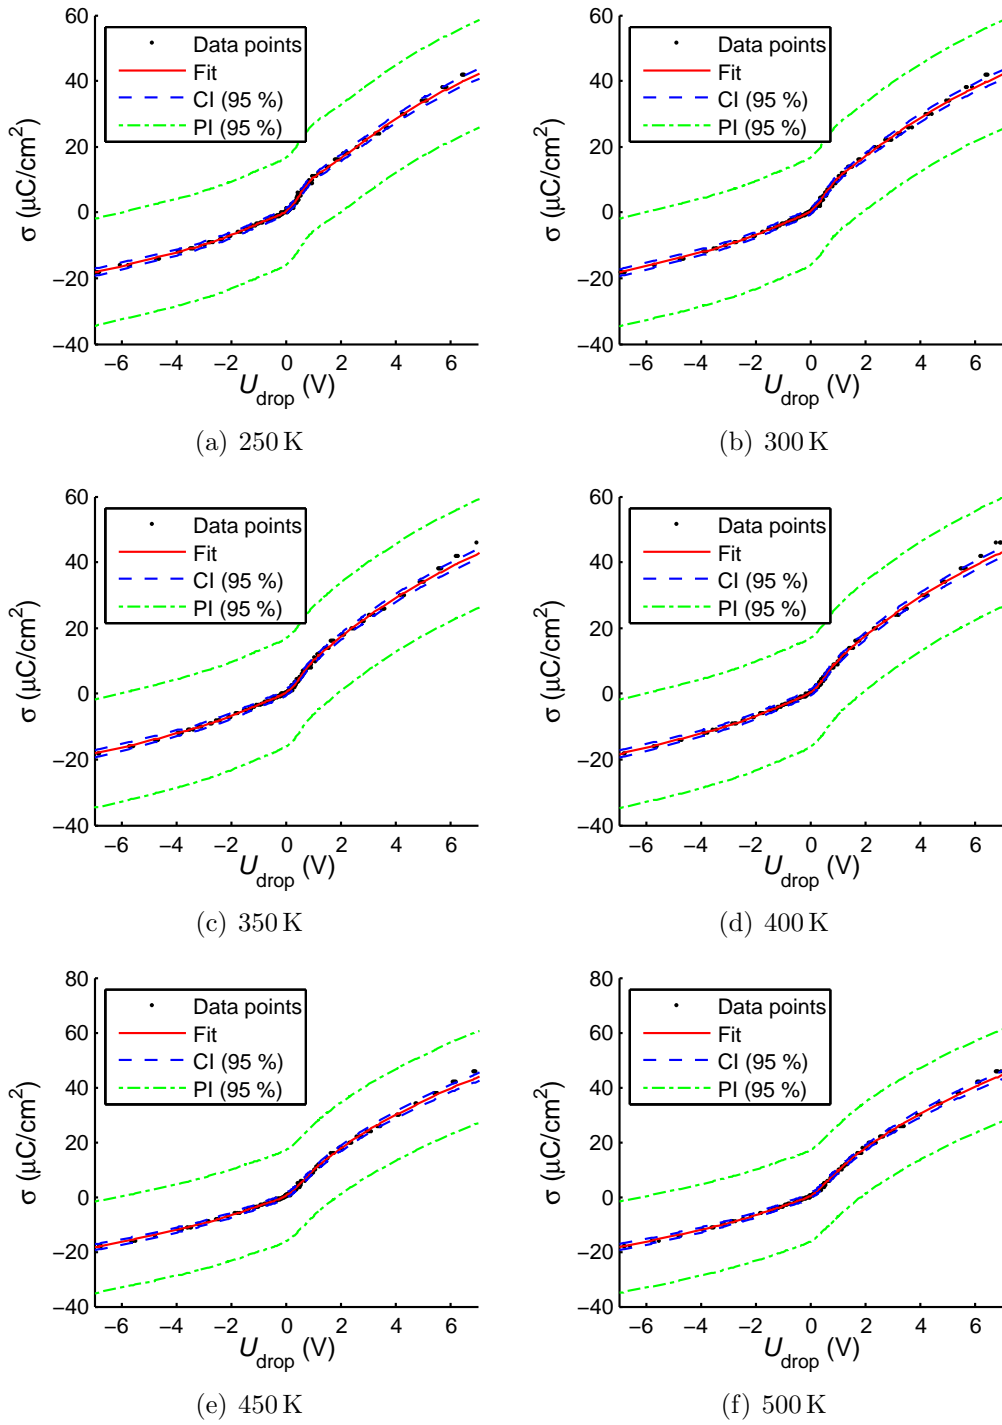 60
40
20
0
−20
−40
σ (µC/cm²)
Data points
Fit
CI (95 %)
PI (95 %)
−6 −4 −2 0 2 4 6
U_drop (V)
(a) 250 K
60
40
20
0
−20
−40
σ (µC/cm²)
Data points
Fit
CI (95 %)
PI (95 %)
−6 −4 −2 0 2 4 6
U_drop (V)
(b) 300 K
60
40
20
0
−20
−40
σ (µC/cm²)
Data points
Fit
CI (95 %)
PI (95 %)
−6 −4 −2 0 2 4 6
U_drop (V)
(c) 350 K
60
40
20
0
−20
−40
σ (µC/cm²)
Data points
Fit
CI (95 %)
PI (95 %)
−6 −4 −2 0 2 4 6
U_drop (V)
(d) 400 K
80
60
40
20
0
−20
−40
σ (µC/cm²)
Data points
Fit
CI (95 %)
PI (95 %)
−6 −4 −2 0 2 4 6
U_drop (V)
(e) 450 K
80
60
40
20
0
−20
−40
σ (µC/cm²)
Data points
Fit
CI (95 %)
PI (95 %)
−6 −4 −2 0 2 4 6
U_drop (V)
(f) 500 K